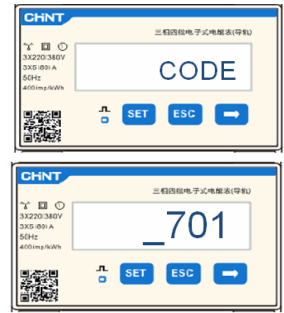 CHNT
三相四线电子式电能表(导轨)
3X220/380V
3X5(80)A
50Hz
400imp/kWh
CODE
SET
ESC
CHNT
三相四线电子式电能表(导轨)
3X220/380V
3X5(80)A
50Hz
400imp/kWh
_701
SET
ESC